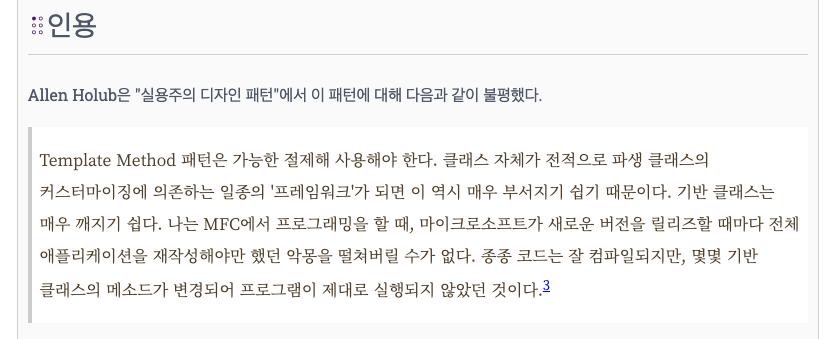 인용
Allen Holub은 "실용주의 디자인 패턴"에서 이 패턴에 대해 다음과 같이 불평했다.
Template Method 패턴은 가능한 절제해 사용해야 한다. 클래스 자체가 전적으로 파생 클래스의
커스터마이징에 의존하는 일종의 '프레임워크'가 되면 이 역시 매우 부서지기 쉽기 때문이다. 기반 클래스는
매우 깨지기 쉽다. 나는 MFC에서 프로그래밍을 할 때, 마이크로소프트가 새로운 버전을 릴리즈할 때마다 전체
애플리케이션을 재작성해야만 했던 악몽을 떨쳐버릴 수가 없다. 종종 코드는 잘 컴파일되지만, 몇몇 기반
클래스의 메소드가 변경되어 프로그램이 제대로 실행되지 않았던 것이다.3